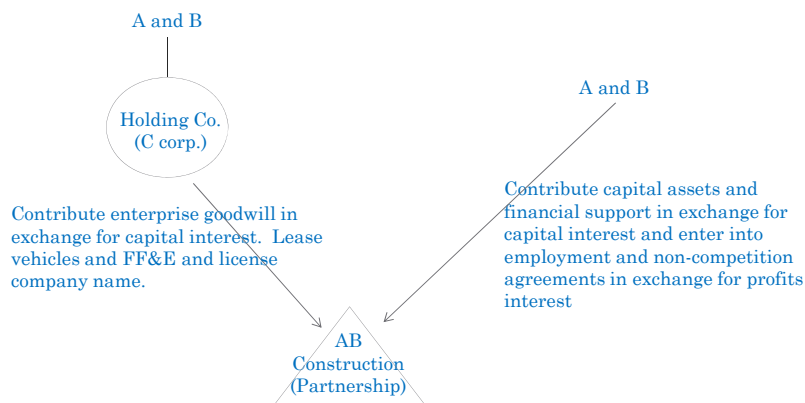 A and B
Holding Co.
(C corp.)
Contribute enterprise goodwill in
exchange for capital interest.  Lease
vehicles and FF&E and license
company name.
A and B
Contribute capital assets and
financial support in exchange for
capital interest and enter into
employment and non-competition
agreements in exchange for profits
interest
AB
Construction
(Partnership)